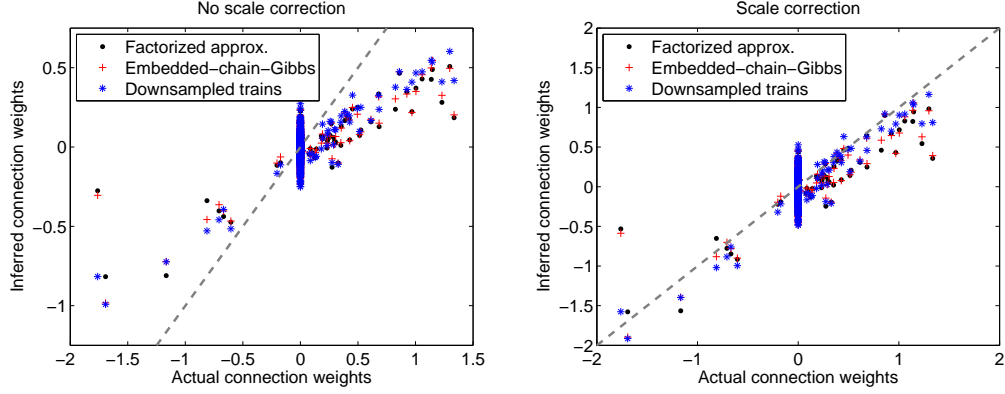 No scale correction
Factorized approx.
Embedded−chain−Gibbs
Downsampled trains
0.5
0
−0.5
−1
−2
−1.5
−1
−0.5
0
0.5
1
1.5
Inferred connection weights
Actual connection weights
Scale correction
Factorized approx.
Embedded−chain−Gibbs
Downsampled trains
2
1.5
1
0.5
0
−0.5
−1
−1.5
−2
−2
−1
0
1
2
Inferred connection weights
Actual connection weights